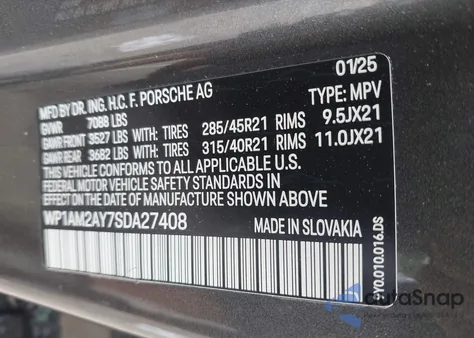 MFD BY DR. ING. H.C. F. PORSCHE AG 01/25
GVWR 7088 LBS TYPE: MPV
GAWR FRONT 3527 LBS WITH: TIRES 285/45R21 RIMS 9.5JX21
GAWR REAR 3682 LBS WITH: TIRES 315/40R21 RIMS 11.0JX21
THIS VEHICLE CONFORMS TO ALL APPLICABLE U.S.
FEDERAL MOTOR VEHICLE SAFETY STANDARDS IN
EFFECT ON THE DATE OF MANUFACTURE SHOWN ABOVE
WP1AM2AY7SDA27408 MADE IN SLOVAKIA
9Y0.010.016.DS
autoSnap